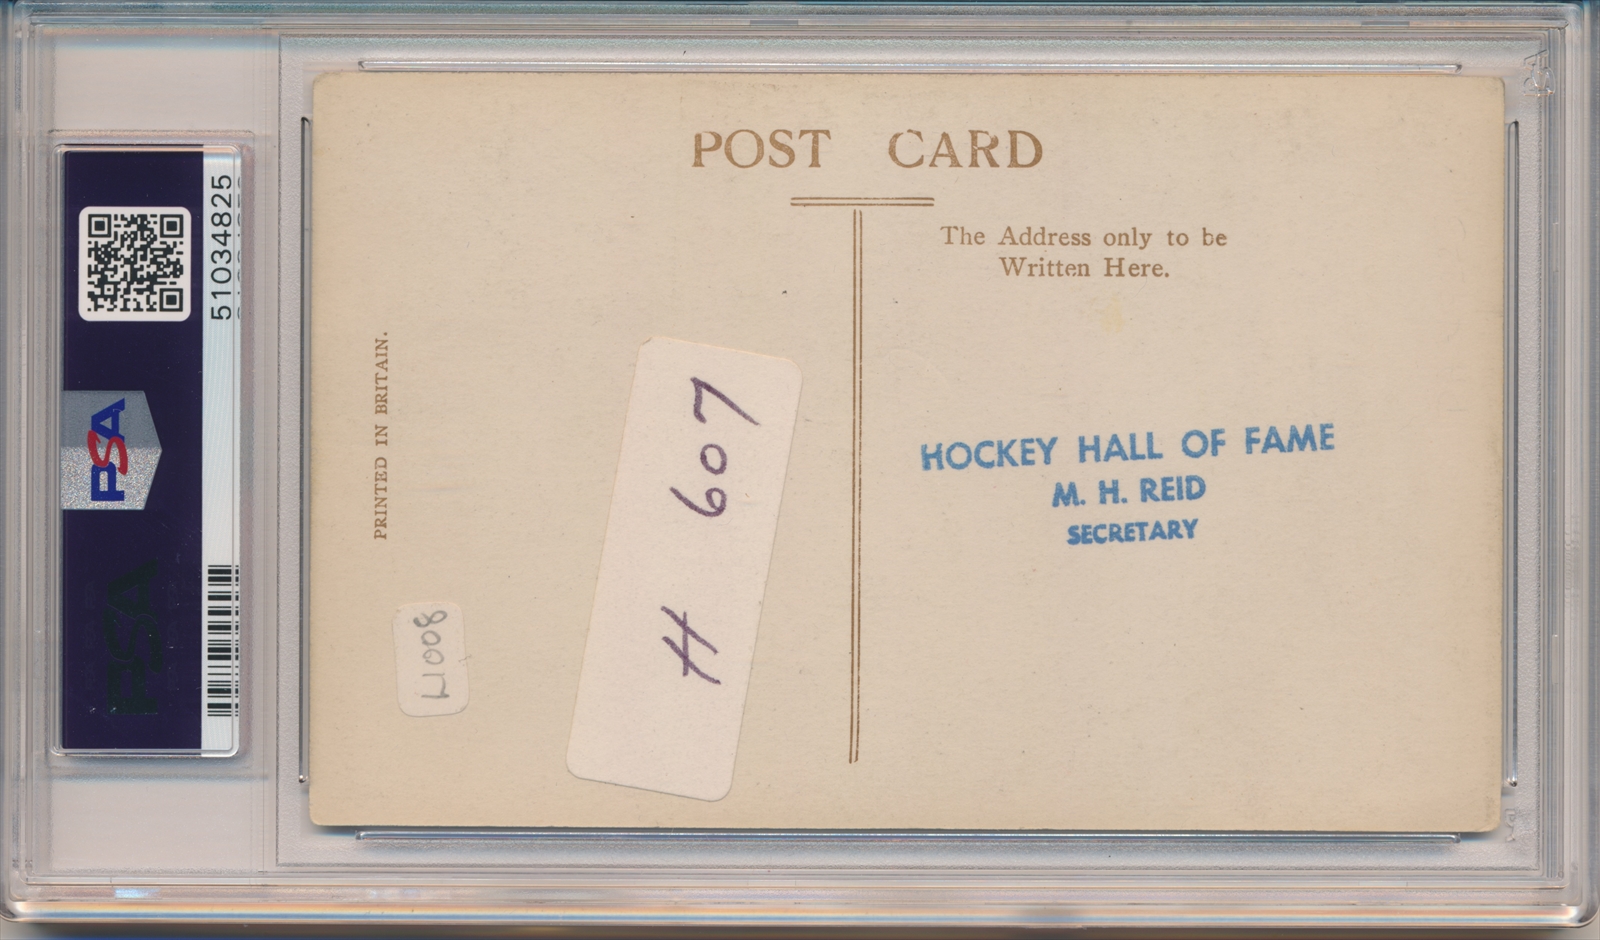 51034825
PSA
PSA
POST CARD
The Address only to be
Written Here.
PRINTED IN BRITAIN.
H 607
HOCKEY HALL OF FAME
M. H. REID
SECRETARY